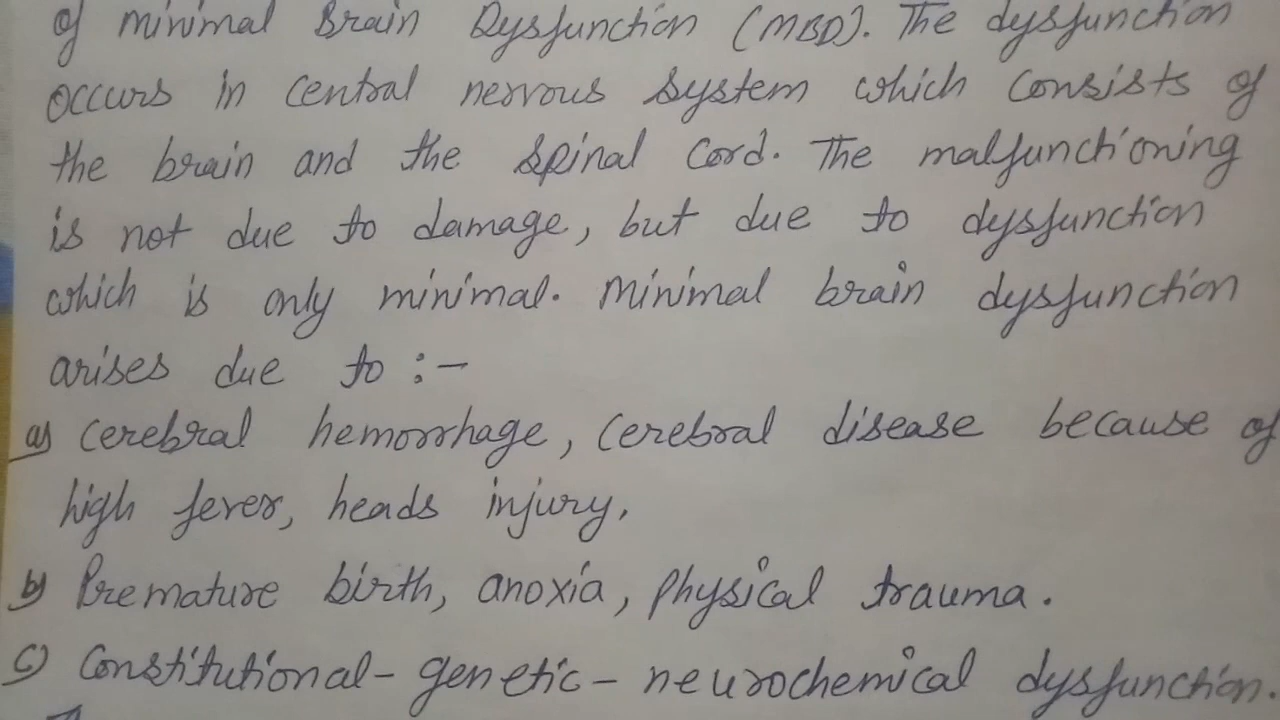 of minimal Brain Dysfunction (MBD). The dysfunction
occurs in central nervous system which consists of
the brain and the spinal cord. The malfunctioning
is not due to damage, but due to dysfunction
which is only minimal. Minimal brain dysfunction
arises due to :-
a) Cerebral hemorrhage, cerebral disease because of
high fever, heads injury.
b) Premature birth, anoxia, physical trauma.
c) Constitutional-genetic-neurochemical dysfunction.